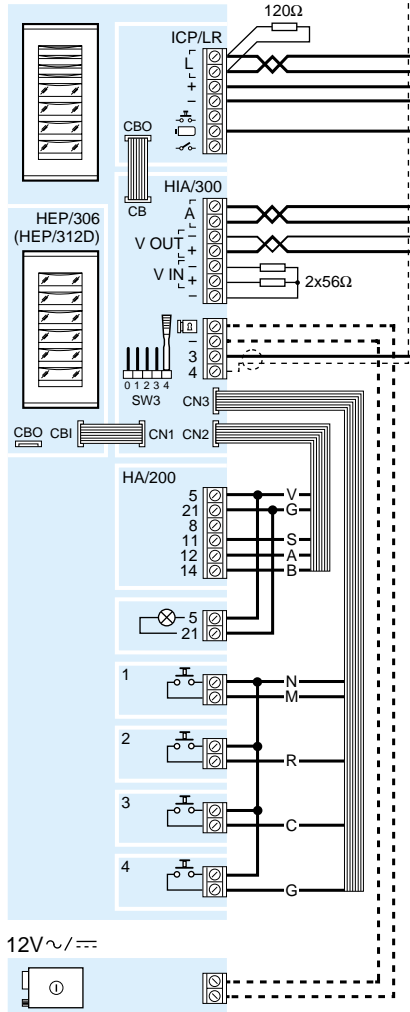 120Ω
ICP/LR
L
+
−
CBO
CB
HIA/300
A
−
V OUT
+
−
V IN
+
−
2x56Ω
HEP/306
(HEP/312D)
−
3
4
0 1 2 3 4
SW3
CN3
CBO CBI CN1 CN2
HA/200
5 V
21 G
8
11 S
12 A
14 B
5
21
1
N
M
2
R
3
C
4
G
12V